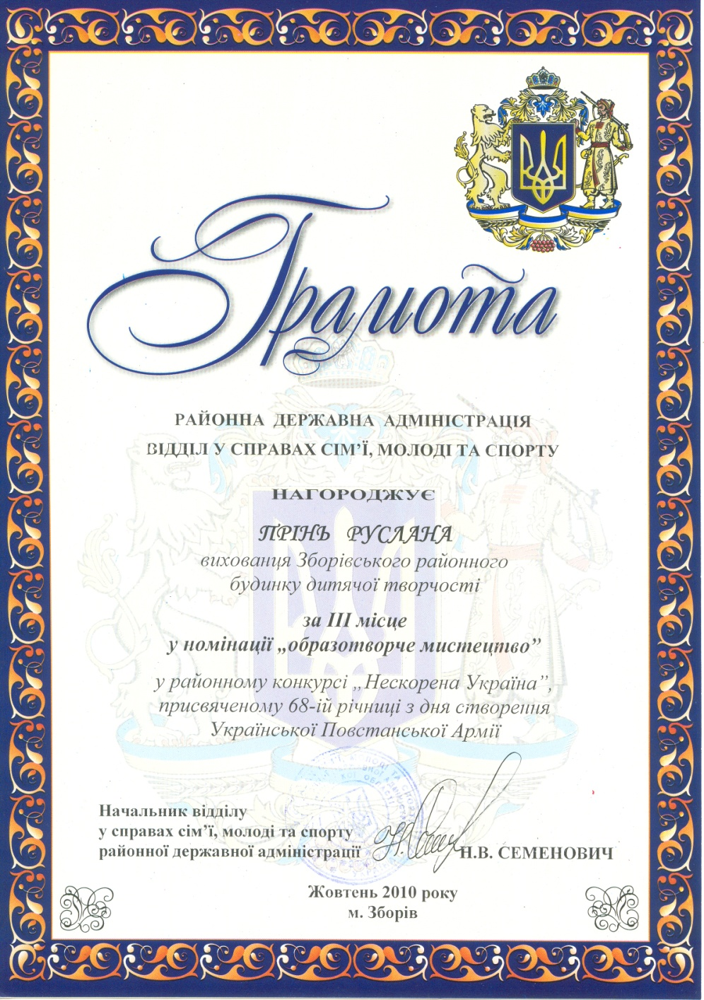 Грамота
РАЙОННА ДЕРЖАВНА АДМІНІСТРАЦІЯ
ВІДДІЛ У СПРАВАХ СІМ’Ї, МОЛОДІ ТА СПОРТУ
НАГОРОДЖУЄ
ПРІНЬ РУСЛАНА
вихованця Зборівського районного
будинку дитячої творчості
за ІІІ місце
у номінації „образотворче мистецтво”
у районному конкурсі „Нескорена Україна”,
присвяченому 68-ій річниці з дня створення
Української Повстанської Армії
Начальник відділу
у справах сім’ї, молоді та спорту
районної державної адміністрації
Н.В. СЕМЕНОВИЧ
Жовтень 2010 року
м. Зборів